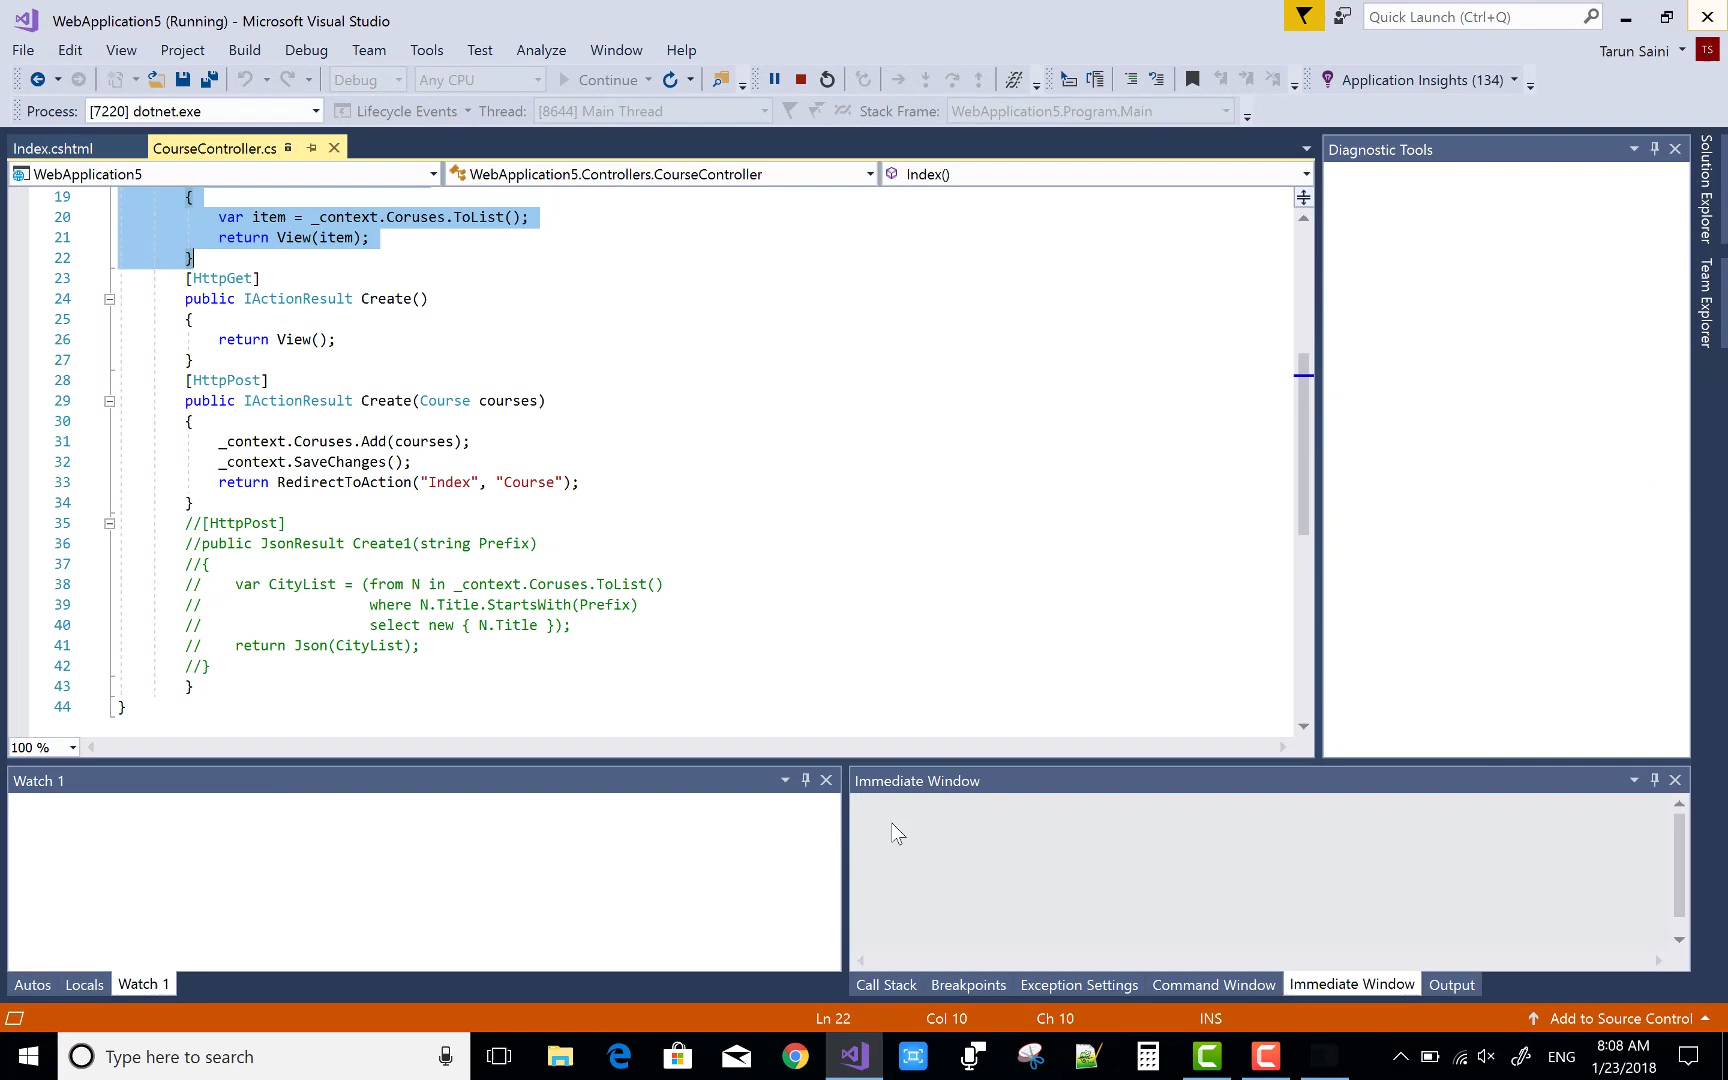 WebApplication5 (Running) - Microsoft Visual Studio
Quick Launch (Ctrl+Q)
File Edit View Project Build Debug Team Tools Test Analyze Window Help
Tarun Saini TS
Debug Any CPU Continue Application Insights (134)
Process: [7220] dotnet.exe Lifecycle Events Thread: [8644] Main Thread Stack Frame: WebApplication5.Program.Main
Index.cshtml CourseController.cs
WebApplication5 WebApplication5.Controllers.CourseController Index()
19 {
20 var item = _context.Coruses.ToList();
21 return View(item);
22 }
23 [HttpGet]
24 public IActionResult Create()
25 {
26 return View();
27 }
28 [HttpPost]
29 public IActionResult Create(Course courses)
30 {
31 _context.Coruses.Add(courses);
32 _context.SaveChanges();
33 return RedirectToAction("Index", "Course");
34 }
35 //[HttpPost]
36 //public JsonResult Create1(string Prefix)
37 //{
38 // var CityList = (from N in _context.Coruses.ToList()
39 // where N.Title.StartsWith(Prefix)
40 // select new { N.Title });
41 // return Json(CityList);
42 //}
43 }
44 }
100 %
Diagnostic Tools
Solution Explorer
Team Explorer
Watch 1
Immediate Window
Autos Locals Watch 1
Call Stack Breakpoints Exception Settings Command Window Immediate Window Output
Ln 22 Col 10 Ch 10 INS Add to Source Control
Type here to search
ENG
8:08 AM
1/23/2018